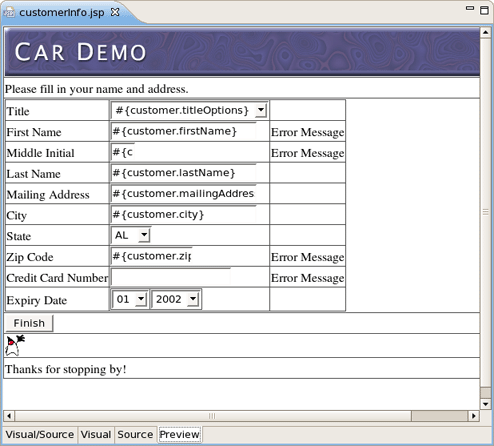 customerInfo.jsp
CAR DEMO
Please fill in your name and address.
Title #{customer.titleOptions}
First Name #{customer.firstName} Error Message
Middle Initial #{c Error Message
Last Name #{customer.lastName}
Mailing Address #{customer.mailingAddres
City #{customer.city}
State AL
Zip Code #{customer.zip Error Message
Credit Card Number Error Message
Expiry Date 01 2002
Finish
Thanks for stopping by!
Visual/Source Visual Source Preview